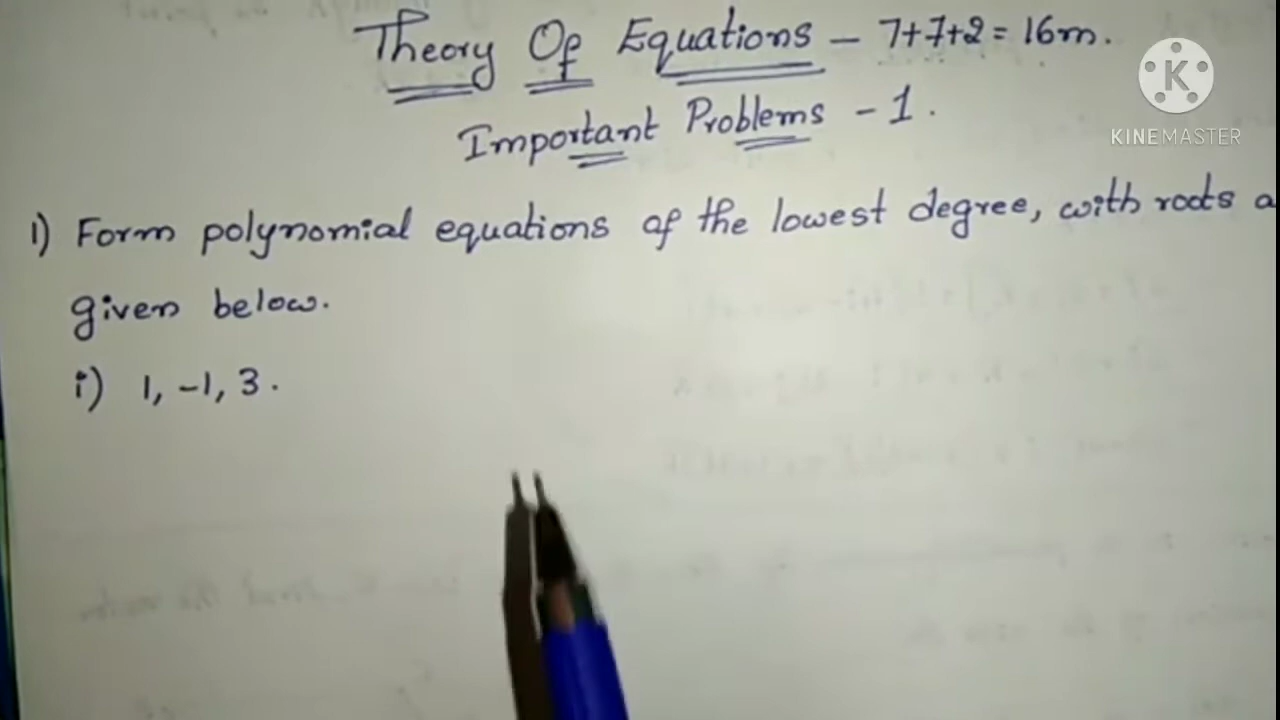 Theory Of Equations - 7+7+2 = 16m.
Important Problems - 1.
K
KINEMASTER
1) Form polynomial equations of the lowest degree, with roots a
given below.
i) 1, -1, 3.